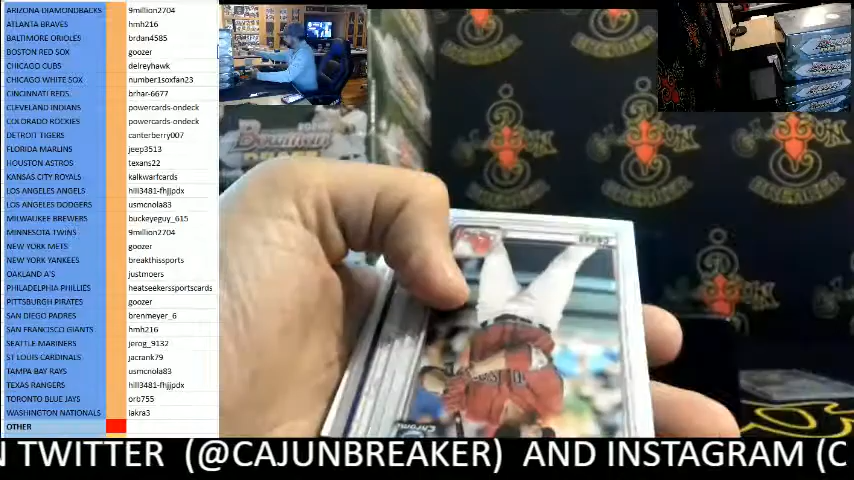 ARIZONA DIAMONDBACKS 9million2704
ATLANTA BRAVES hmh216
BALTIMORE ORIOLES brdan4585
BOSTON RED SOX goozer
CHICAGO CUBS delreyhawk
CHICAGO WHITE SOX number1soxfan23
CINCINATTI REDS brhar-6677
CLEVELAND INDIANS powercards-ondeck
COLORADO ROCKIES powercards-ondeck
DETROIT TIGERS canterberry007
FLORIDA MARLINS jeep3513
HOUSTON ASTROS texans22
KANSAS CITY ROYALS kalkwarfcards
LOS ANGELES ANGELS hill3481-fhjjpdx
LOS ANGELES DODGERS usmcnola83
MILWAUKEE BREWERS buckeyeguy_615
MINNESOTA TWINS 9million2704
NEW YORK METS goozer
NEW YORK YANKEES breakthissports
OAKLAND A'S justmoers
PHILADELPHIA PHILLIES heatseekerssportscards
PITTSBURGH PIRATES goozer
SAN DIEGO PADRES brenmeyer_6
SAN FRANCISCO GIANTS hmh216
SEATTLE MARINERS jerog_9132
ST LOUIS CARDINALS jacrank79
TAMPA BAY RAYS usmcnola83
TEXAS RANGERS hill3481-fhjjpdx
TORONTO BLUE JAYS orb755
WASHINGTON NATIONALS lakra3
OTHER
Bowman
CAJUN
BREAKER
Chrome
N TWITTER (@CAJUNBREAKER) AND INSTAGRAM (C